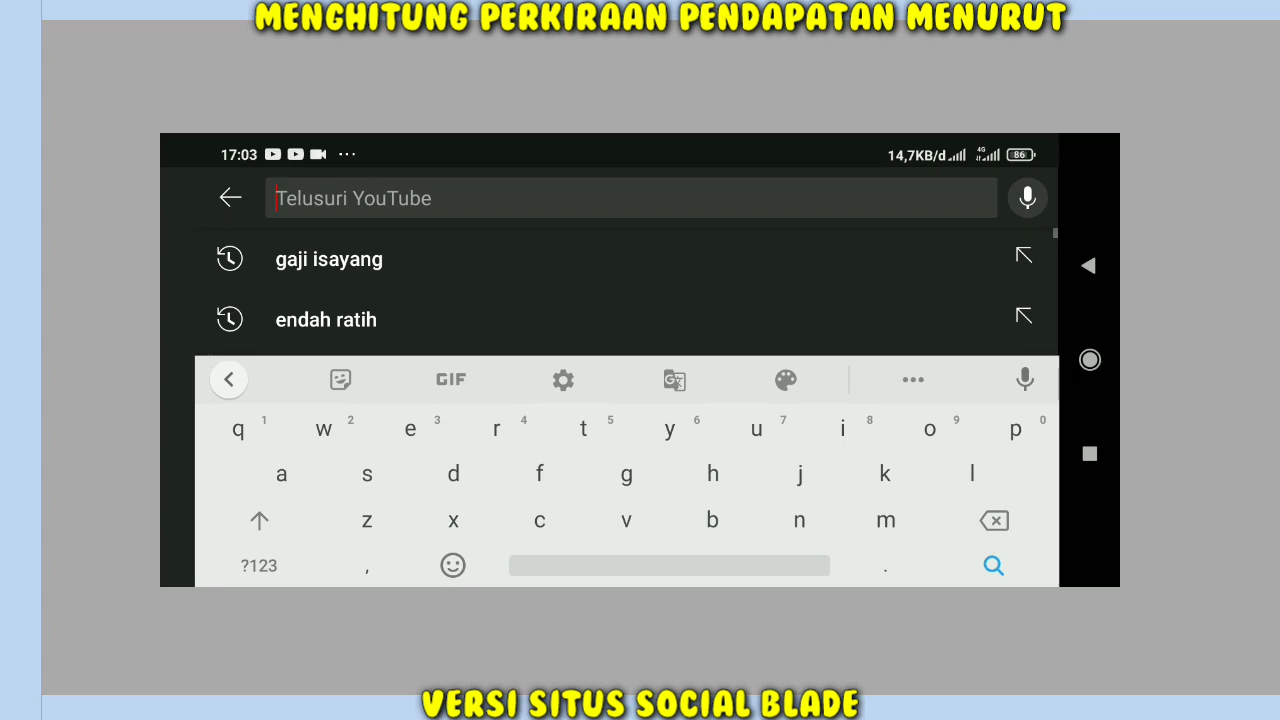 MENGHITUNG PERKIRAAN PENDAPATAN MENURUT
17:03 ... 14,7KB/d 4G 86
Telusuri YouTube
gaji isayang
endah ratih
GIF G
q 1 w 2 e 3 r 4 t 5 y 6 u 7 i 8 o 9 p 0
a s d f g h j k l
z x c v b n m
?123 , .
VERSI SITUS SOCIAL BLADE